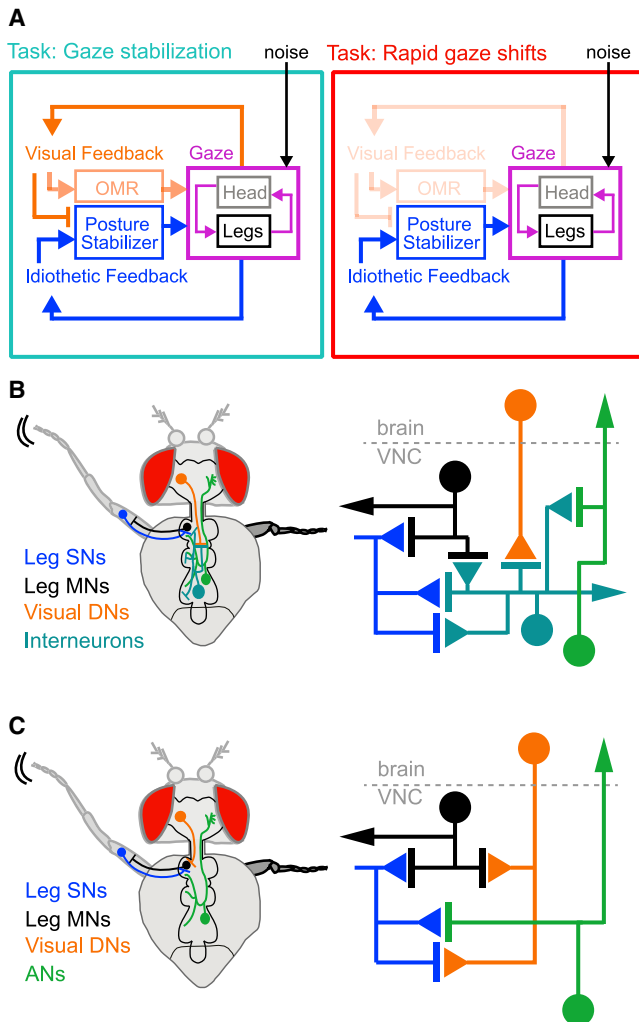 A
Task: Gaze stabilization
noise
Visual Feedback
Gaze
OMR
Head
Posture
Stabilizer
Legs
Idiothetic Feedback
Task: Rapid gaze shifts
noise
Visual Feedback
Gaze
OMR
Head
Posture
Stabilizer
Legs
Idiothetic Feedback
B
brain
VNC
Leg SNs
Leg MNs
Visual DNs
Interneurons
C
brain
VNC
Leg SNs
Leg MNs
Visual DNs
ANs